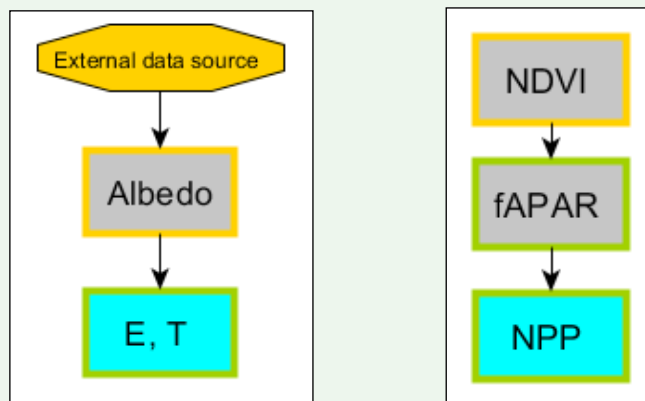 External data source
Albedo
E, T
NDVI
fAPAR
NPP